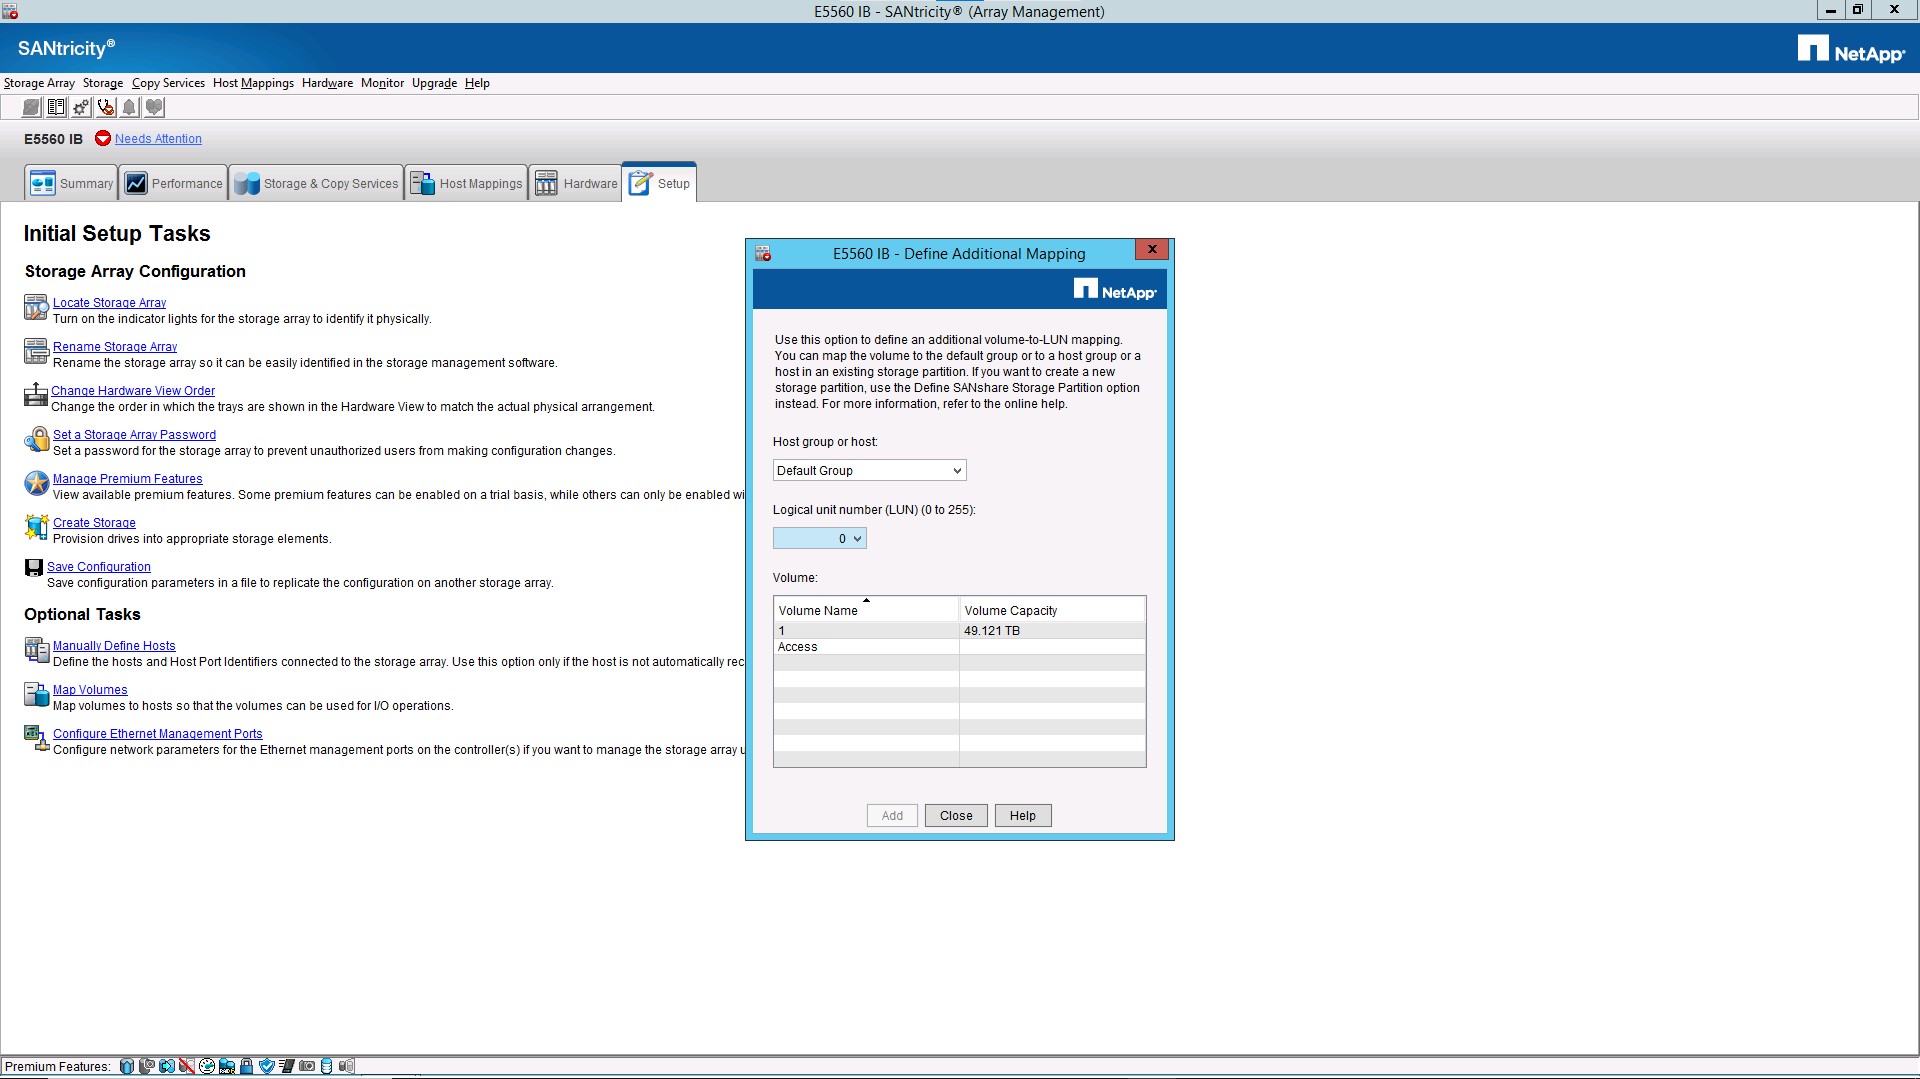 E5560 IB - SANtricity® (Array Management)
SANtricity®
NetApp
Storage Array Storage Copy Services Host Mappings Hardware Monitor Upgrade Help
E5560 IB Needs Attention
Summary Performance Storage & Copy Services Host Mappings Hardware Setup
Initial Setup Tasks
Storage Array Configuration
Locate Storage Array
Turn on the indicator lights for the storage array to identify it physically.
Rename Storage Array
Rename the storage array so it can be easily identified in the storage management software.
Change Hardware View Order
Change the order in which the trays are shown in the Hardware View to match the actual physical arrangement.
Set a Storage Array Password
Set a password for the storage array to prevent unauthorized users from making configuration changes.
Manage Premium Features
View available premium features. Some premium features can be enabled on a trial basis, while others can only be enabled wi
Create Storage
Provision drives into appropriate storage elements.
Save Configuration
Save configuration parameters in a file to replicate the configuration on another storage array.
Optional Tasks
Manually Define Hosts
Define the hosts and Host Port Identifiers connected to the storage array. Use this option only if the host is not automatically rec
Map Volumes
Map volumes to hosts so that the volumes can be used for I/O operations.
Configure Ethernet Management Ports
Configure network parameters for the Ethernet management ports on the controller(s) if you want to manage the storage array u
E5560 IB - Define Additional Mapping
NetApp
Use this option to define an additional volume-to-LUN mapping.
You can map the volume to the default group or to a host group or a
host in an existing storage partition. If you want to create a new
storage partition, use the Define SANshare Storage Partition option
instead. For more information, refer to the online help.
Host group or host:
Default Group
Logical unit number (LUN) (0 to 255):
0
Volume:
Volume Name Volume Capacity
1 49.121 TB
Access
Add Close Help
Premium Features: